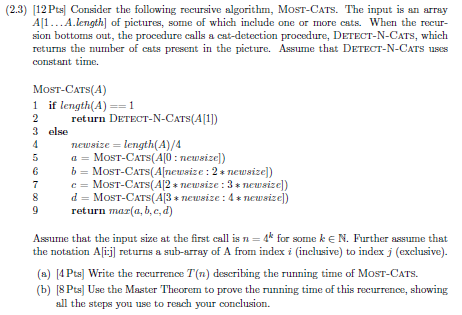 (2.3) [12 Pts] Consider the following recursive algorithm, MOST-CATS. The input is an array
A[1...A.length] of pictures, some of which include one or more cats. When the recur-
sion bottoms out, the procedure calls a cat-detection procedure, DETECT-N-CATS, which
returns the number of cats present in the picture. Assume that DETECT-N-CATS uses
constant time.
MOST-CATS(A)
1 if length(A) == 1
2 return DETECT-N-CATS(A[1])
3 else
4 newsize = length(A)/4
5 a = MOST-CATS(A[0 : newsize])
6 b = MOST-CATS(A[newsize : 2 * newsize])
7 c = MOST-CATS(A[2 * newsize : 3 * newsize])
8 d = MOST-CATS(A[3 * newsize : 4 * newsize])
9 return max(a, b, c, d)
Assume that the input size at the first call is n = 4^k for some k ∈ ℕ. Further assume that
the notation A[i:j] returns a sub-array of A from index i (inclusive) to index j (exclusive).
(a) [4 Pts] Write the recurrence T(n) describing the running time of MOST-CATS.
(b) [8 Pts] Use the Master Theorem to prove the running time of this recurrence, showing
all the steps you use to reach your conclusion.